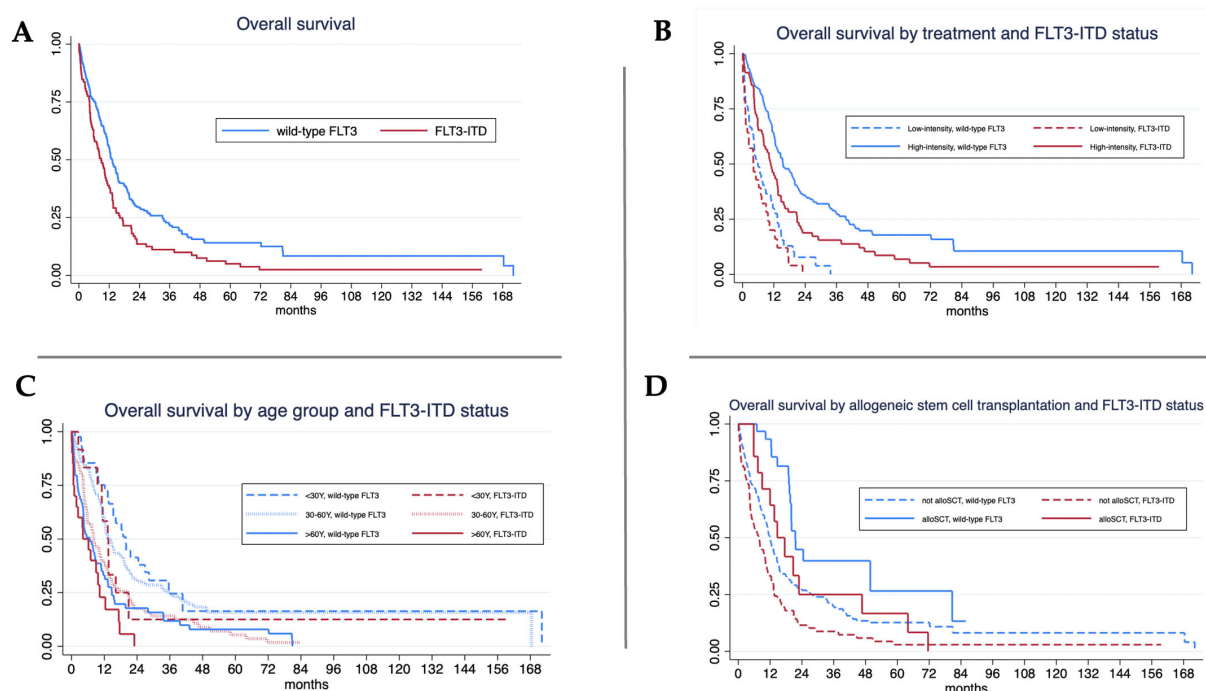 A
Overall survival
1.00
0.75
0.50
0.25
0.00
wild-type FLT3 FLT3-ITD
0 12 24 36 48 60 72 84 96 108 120 132 144 156 168
months
B
Overall survival by treatment and FLT3-ITD status
1.00
0.75
0.50
0.25
0.00
Low-intensity, wild-type FLT3 Low-intensity, FLT3-ITD
High-intensity, wild-type FLT3 High-intensity, FLT3-ITD
0 12 24 36 48 60 72 84 96 108 120 132 144 156 168
months
C
Overall survival by age group and FLT3-ITD status
1.00
0.75
0.50
0.25
0.00
<30Y, wild-type FLT3 <30Y, FLT3-ITD
30-60Y, wild-type FLT3 30-60Y, FLT3-ITD
>60Y, wild-type FLT3 >60Y, FLT3-ITD
0 12 24 36 48 60 72 84 96 108 120 132 144 156 168
months
D
Overall survival by allogeneic stem cell transplantation and FLT3-ITD status
1.00
0.75
0.50
0.25
0.00
not alloSCT, wild-type FLT3 not alloSCT, FLT3-ITD
alloSCT, wild-type FLT3 alloSCT, FLT3-ITD
0 12 24 36 48 60 72 84 96 108 120 132 144 156 168
months